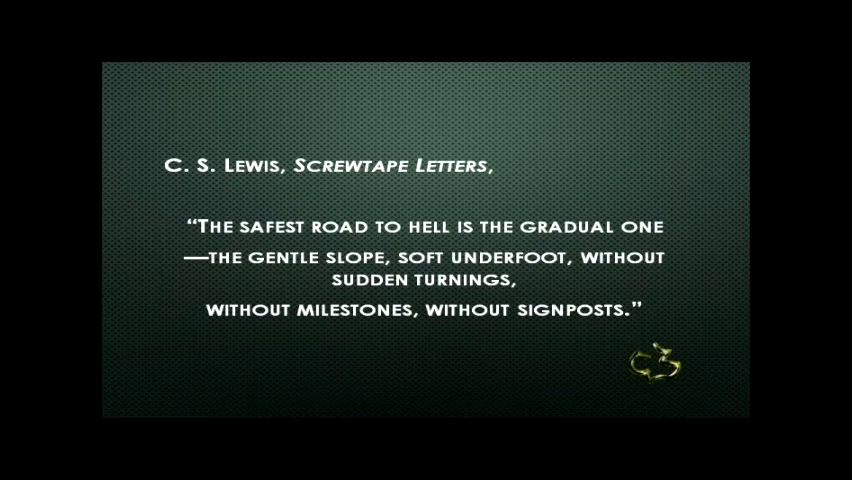 C. S. LEWIS, SCREWTAPE LETTERS,
“THE SAFEST ROAD TO HELL IS THE GRADUAL ONE
—THE GENTLE SLOPE, SOFT UNDERFOOT, WITHOUT
SUDDEN TURNINGS,
WITHOUT MILESTONES, WITHOUT SIGNPOSTS.”
C3